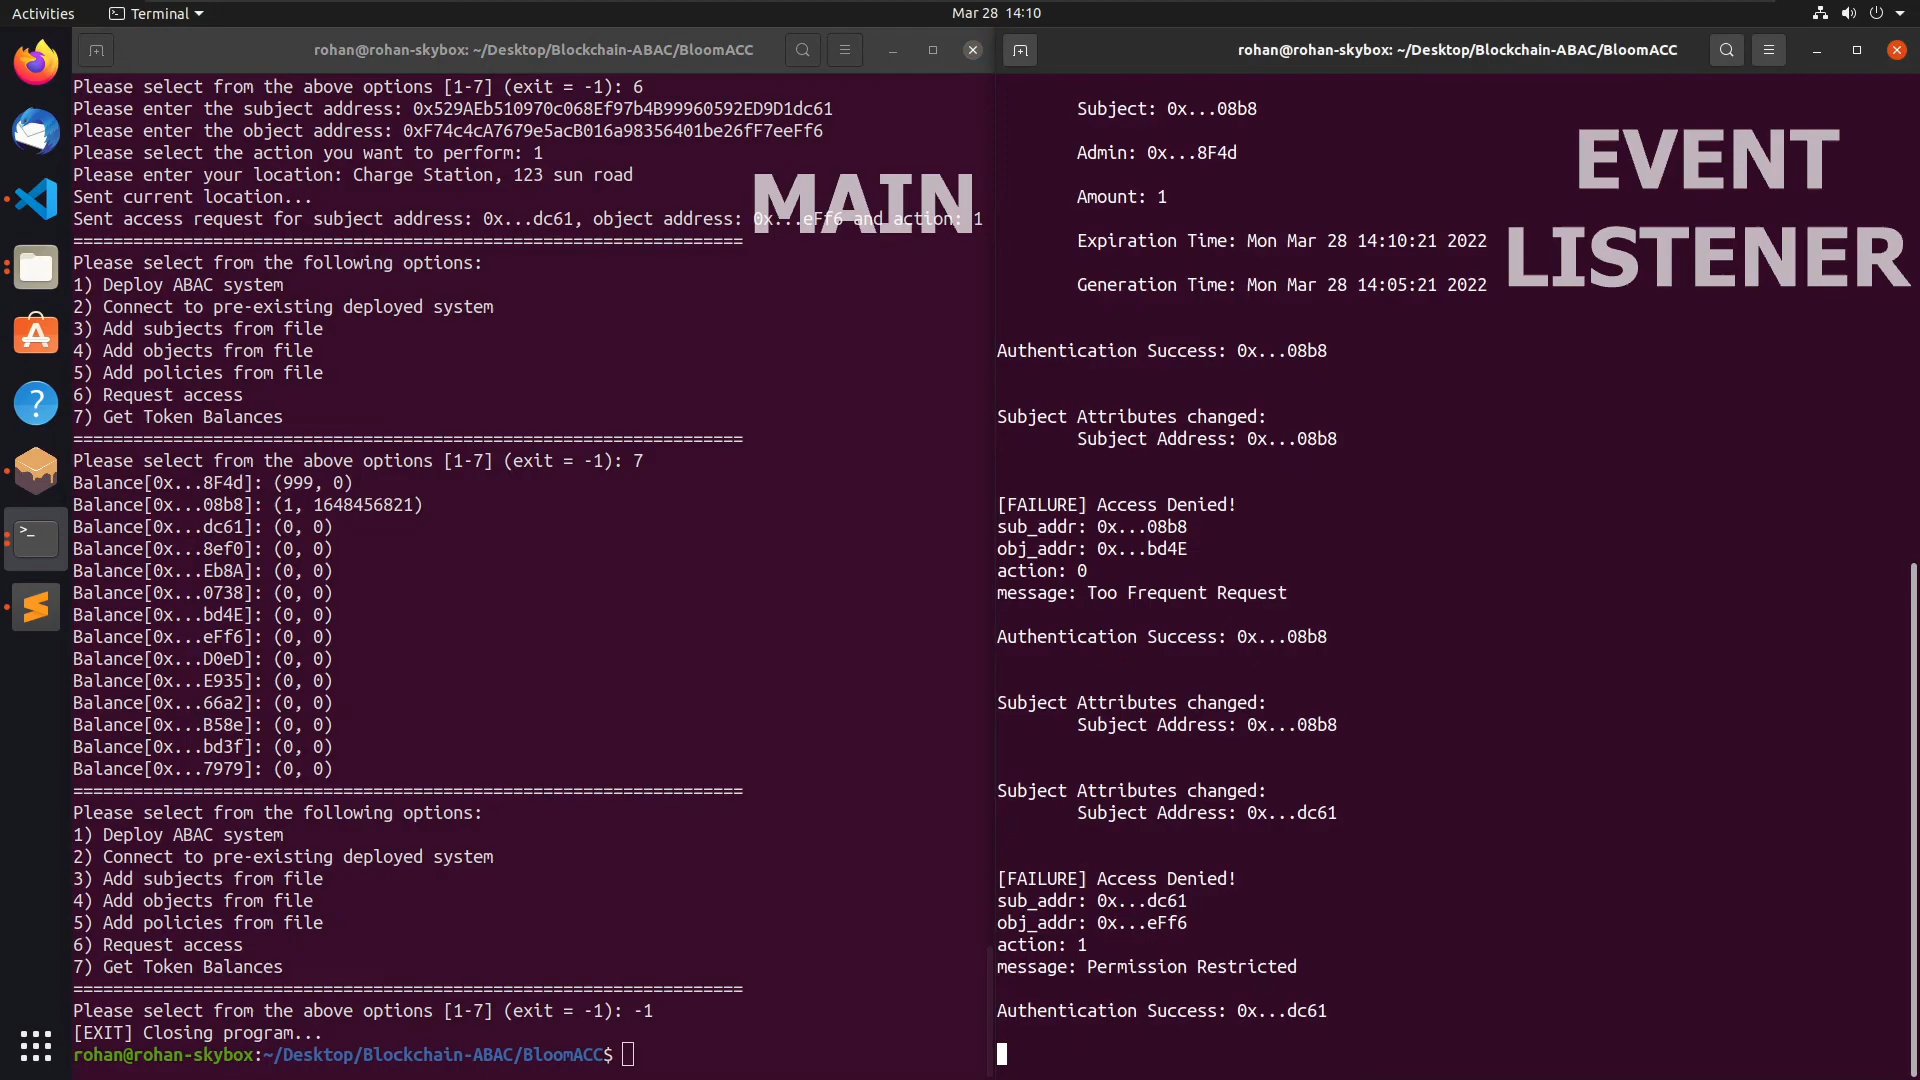 Activities
Terminal
Mar 28 14:10
rohan@rohan-skybox: ~/Desktop/Blockchain-ABAC/BloomACC
Please select from the above options [1-7] (exit = -1): 6
Please enter the subject address: 0x529AEb510970c068Ef97b4B99960592ED9D1dc61
Please enter the object address: 0xF74c4cA7679e5acB016a98356401be26fF7eeFf6
Please select the action you want to perform: 1
Please enter your location: Charge Station, 123 sun road
Sent current location...
Sent access request for subject address: 0x...dc61, object address: 0x...eFf6 and action: 1
MAIN
===================================================================
Please select from the following options:
1) Deploy ABAC system
2) Connect to pre-existing deployed system
3) Add subjects from file
4) Add objects from file
5) Add policies from file
6) Request access
7) Get Token Balances
===================================================================
Please select from the above options [1-7] (exit = -1): 7
Balance[0x...8F4d]: (999, 0)
Balance[0x...08b8]: (1, 1648456821)
Balance[0x...dc61]: (0, 0)
Balance[0x...8ef0]: (0, 0)
Balance[0x...Eb8A]: (0, 0)
Balance[0x...0738]: (0, 0)
Balance[0x...bd4E]: (0, 0)
Balance[0x...eFf6]: (0, 0)
Balance[0x...D0eD]: (0, 0)
Balance[0x...E935]: (0, 0)
Balance[0x...66a2]: (0, 0)
Balance[0x...B58e]: (0, 0)
Balance[0x...bd3f]: (0, 0)
Balance[0x...7979]: (0, 0)
===================================================================
Please select from the following options:
1) Deploy ABAC system
2) Connect to pre-existing deployed system
3) Add subjects from file
4) Add objects from file
5) Add policies from file
6) Request access
7) Get Token Balances
===================================================================
Please select from the above options [1-7] (exit = -1): -1
[EXIT] Closing program...
rohan@rohan-skybox:~/Desktop/Blockchain-ABAC/BloomACC$
rohan@rohan-skybox: ~/Desktop/Blockchain-ABAC/BloomACC
Subject: 0x...08b8
Admin: 0x...8F4d
Amount: 1
Expiration Time: Mon Mar 28 14:10:21 2022
Generation Time: Mon Mar 28 14:05:21 2022
EVENT
LISTENER
Authentication Success: 0x...08b8
Subject Attributes changed:
Subject Address: 0x...08b8
[FAILURE] Access Denied!
sub_addr: 0x...08b8
obj_addr: 0x...bd4E
action: 0
message: Too Frequent Request
Authentication Success: 0x...08b8
Subject Attributes changed:
Subject Address: 0x...08b8
Subject Attributes changed:
Subject Address: 0x...dc61
[FAILURE] Access Denied!
sub_addr: 0x...dc61
obj_addr: 0x...eFf6
action: 1
message: Permission Restricted
Authentication Success: 0x...dc61